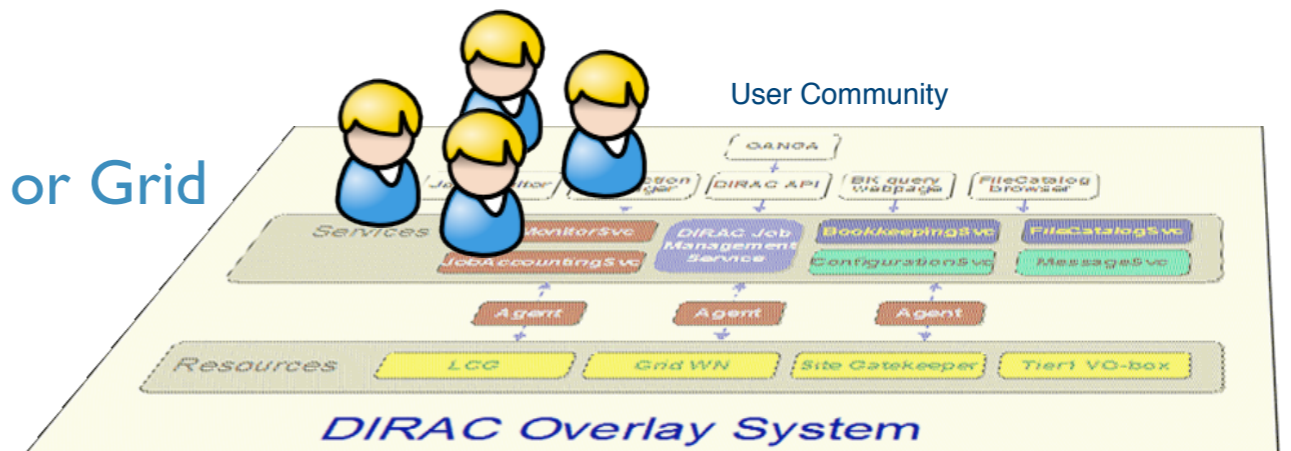 User Community
or Grid
GANGA
DIRAC API
BK query
webpage
FileCatalog
browser
Services
MonitorSvc
DIRAC Job
Management
Service
BookkeepingSvc
FileCatalogSvc
JobAccountingSvc
ConfigurationSvc
MessageSvc
Agent
Agent
Agent
Resources
LCG
Grid WN
Site Gatekeeper
Tier1 VO-box
DIRAC Overlay System